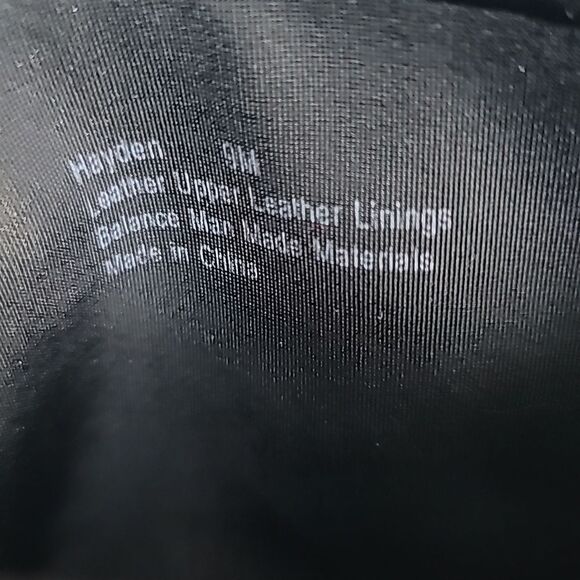 Hayden 9M
Leather Upper Leather Linings
Balance Man Made Materials
Made in China